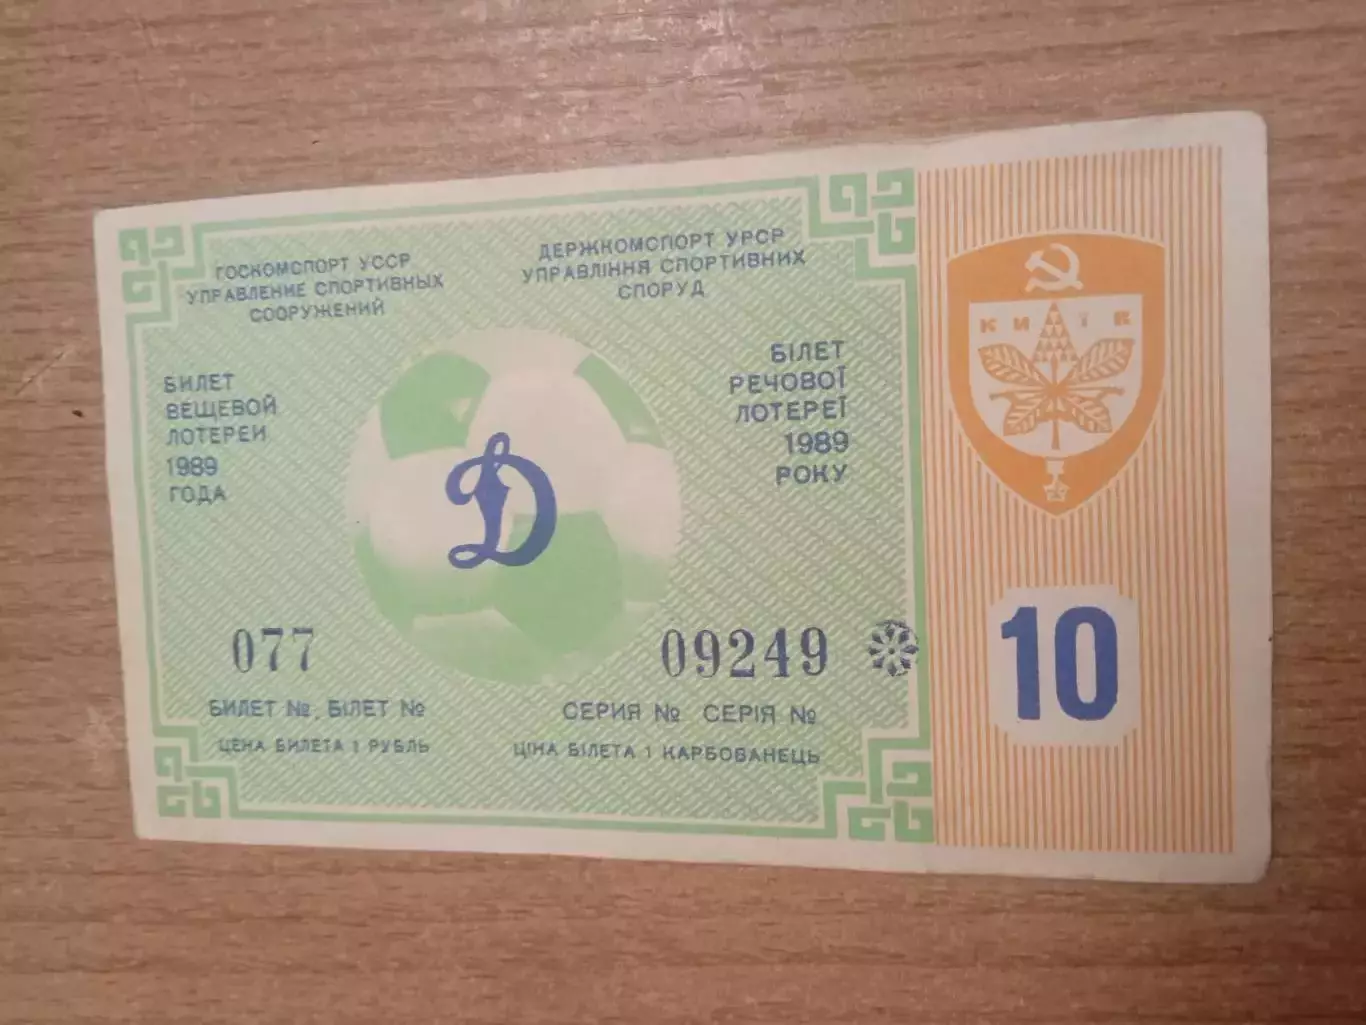 ГОСКОМСПОРТ УССР
УПРАВЛЕНИЕ СПОРТИВНЫХ
СООРУЖЕНИЙ
ДЕРЖКОМСПОРТ УРСР
УПРАВЛІННЯ СПОРТИВНИХ
СПОРУД
БИЛЕТ
ВЕЩЕВОЙ
ЛОТЕРЕИ
1989
ГОДА
БІЛЕТ
РЕЧОВОЇ
ЛОТЕРЕЇ
1989
РОКУ
Д
077
09249
БИЛЕТ №, БІЛЕТ №
СЕРИЯ № СЕРІЯ №
ЦЕНА БИЛЕТА 1 РУБЛЬ
ЦІНА БІЛЕТА 1 КАРБОВАНЕЦЬ
КИЇВ
10